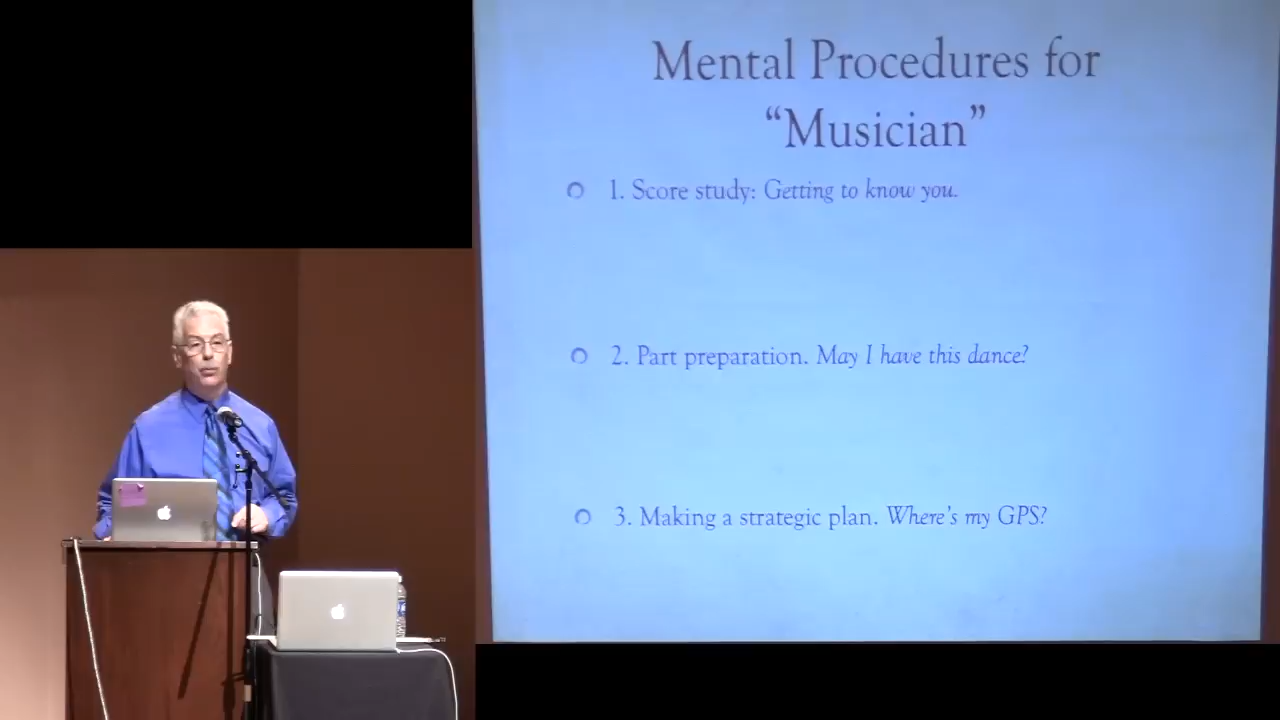 Mental Procedures for
“Musician”
1. Score study: Getting to know you.
2. Part preparation. May I have this dance?
3. Making a strategic plan. Where's my GPS?